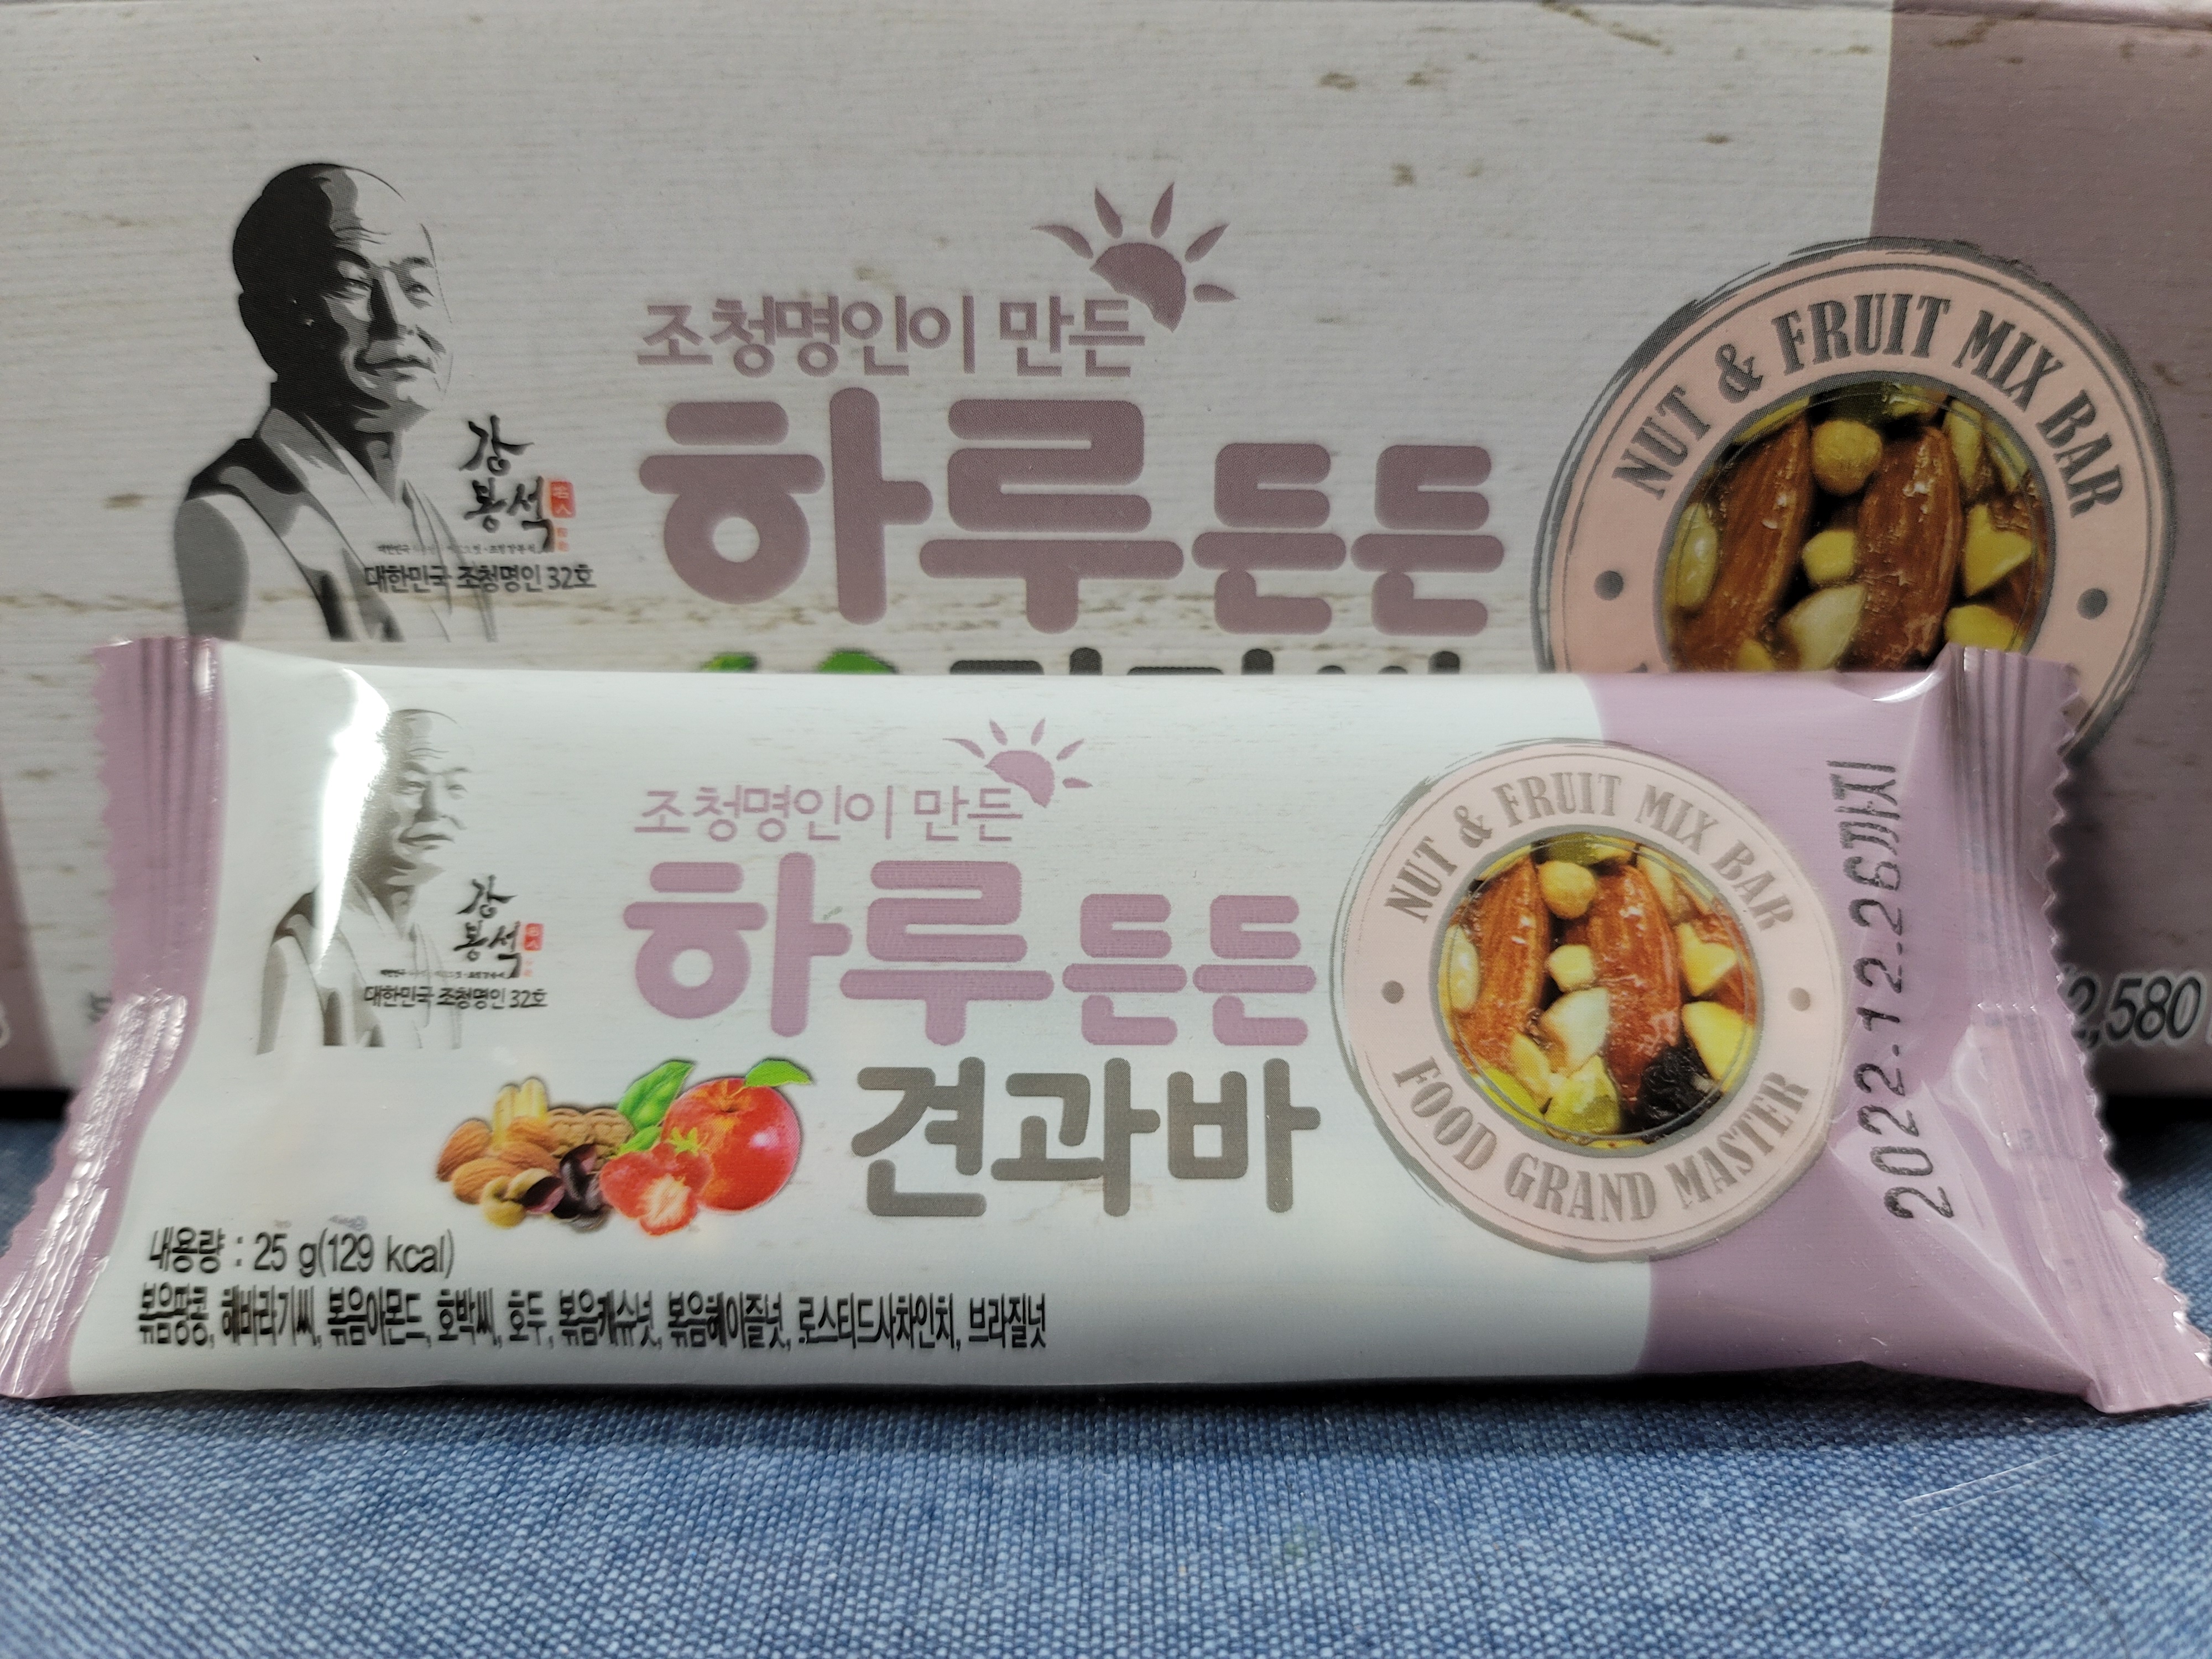 조청명인이 만든
하루든든
강
봉석
대한민국 조청명인 32호
NUT & FRUIT MIX BAR
2,580
조청명인이 만든
하루든든
견과바
강
봉석
대한민국 조청명인 32호
NUT & FRUIT MIX BAR
FOOD GRAND MASTER
2022.12.26까지
내용량 : 25 g(129 kcal)
볶음땅콩, 해바라기씨, 볶음아몬드, 호박씨, 호두, 볶음캐슈넛, 볶음헤이즐넛, 로스티드사차인치, 브라질넛